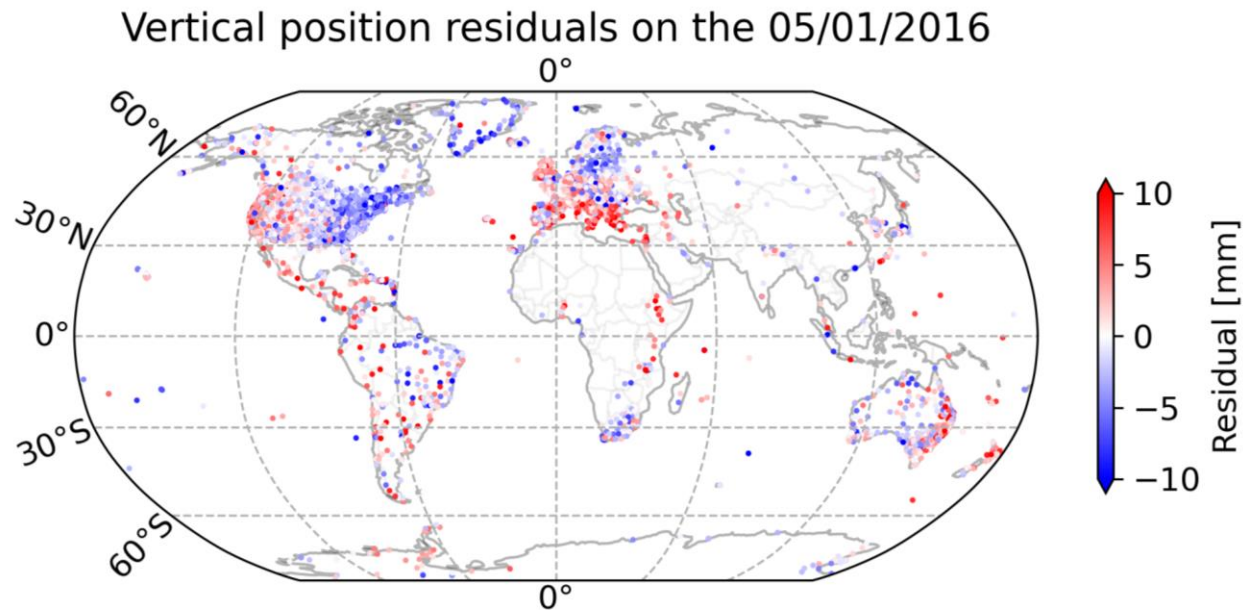 Vertical position residuals on the 05/01/2016
0°
60°N
30°N
0°
30°S
60°S
0°
10
5
0
−5
−10
Residual [mm]